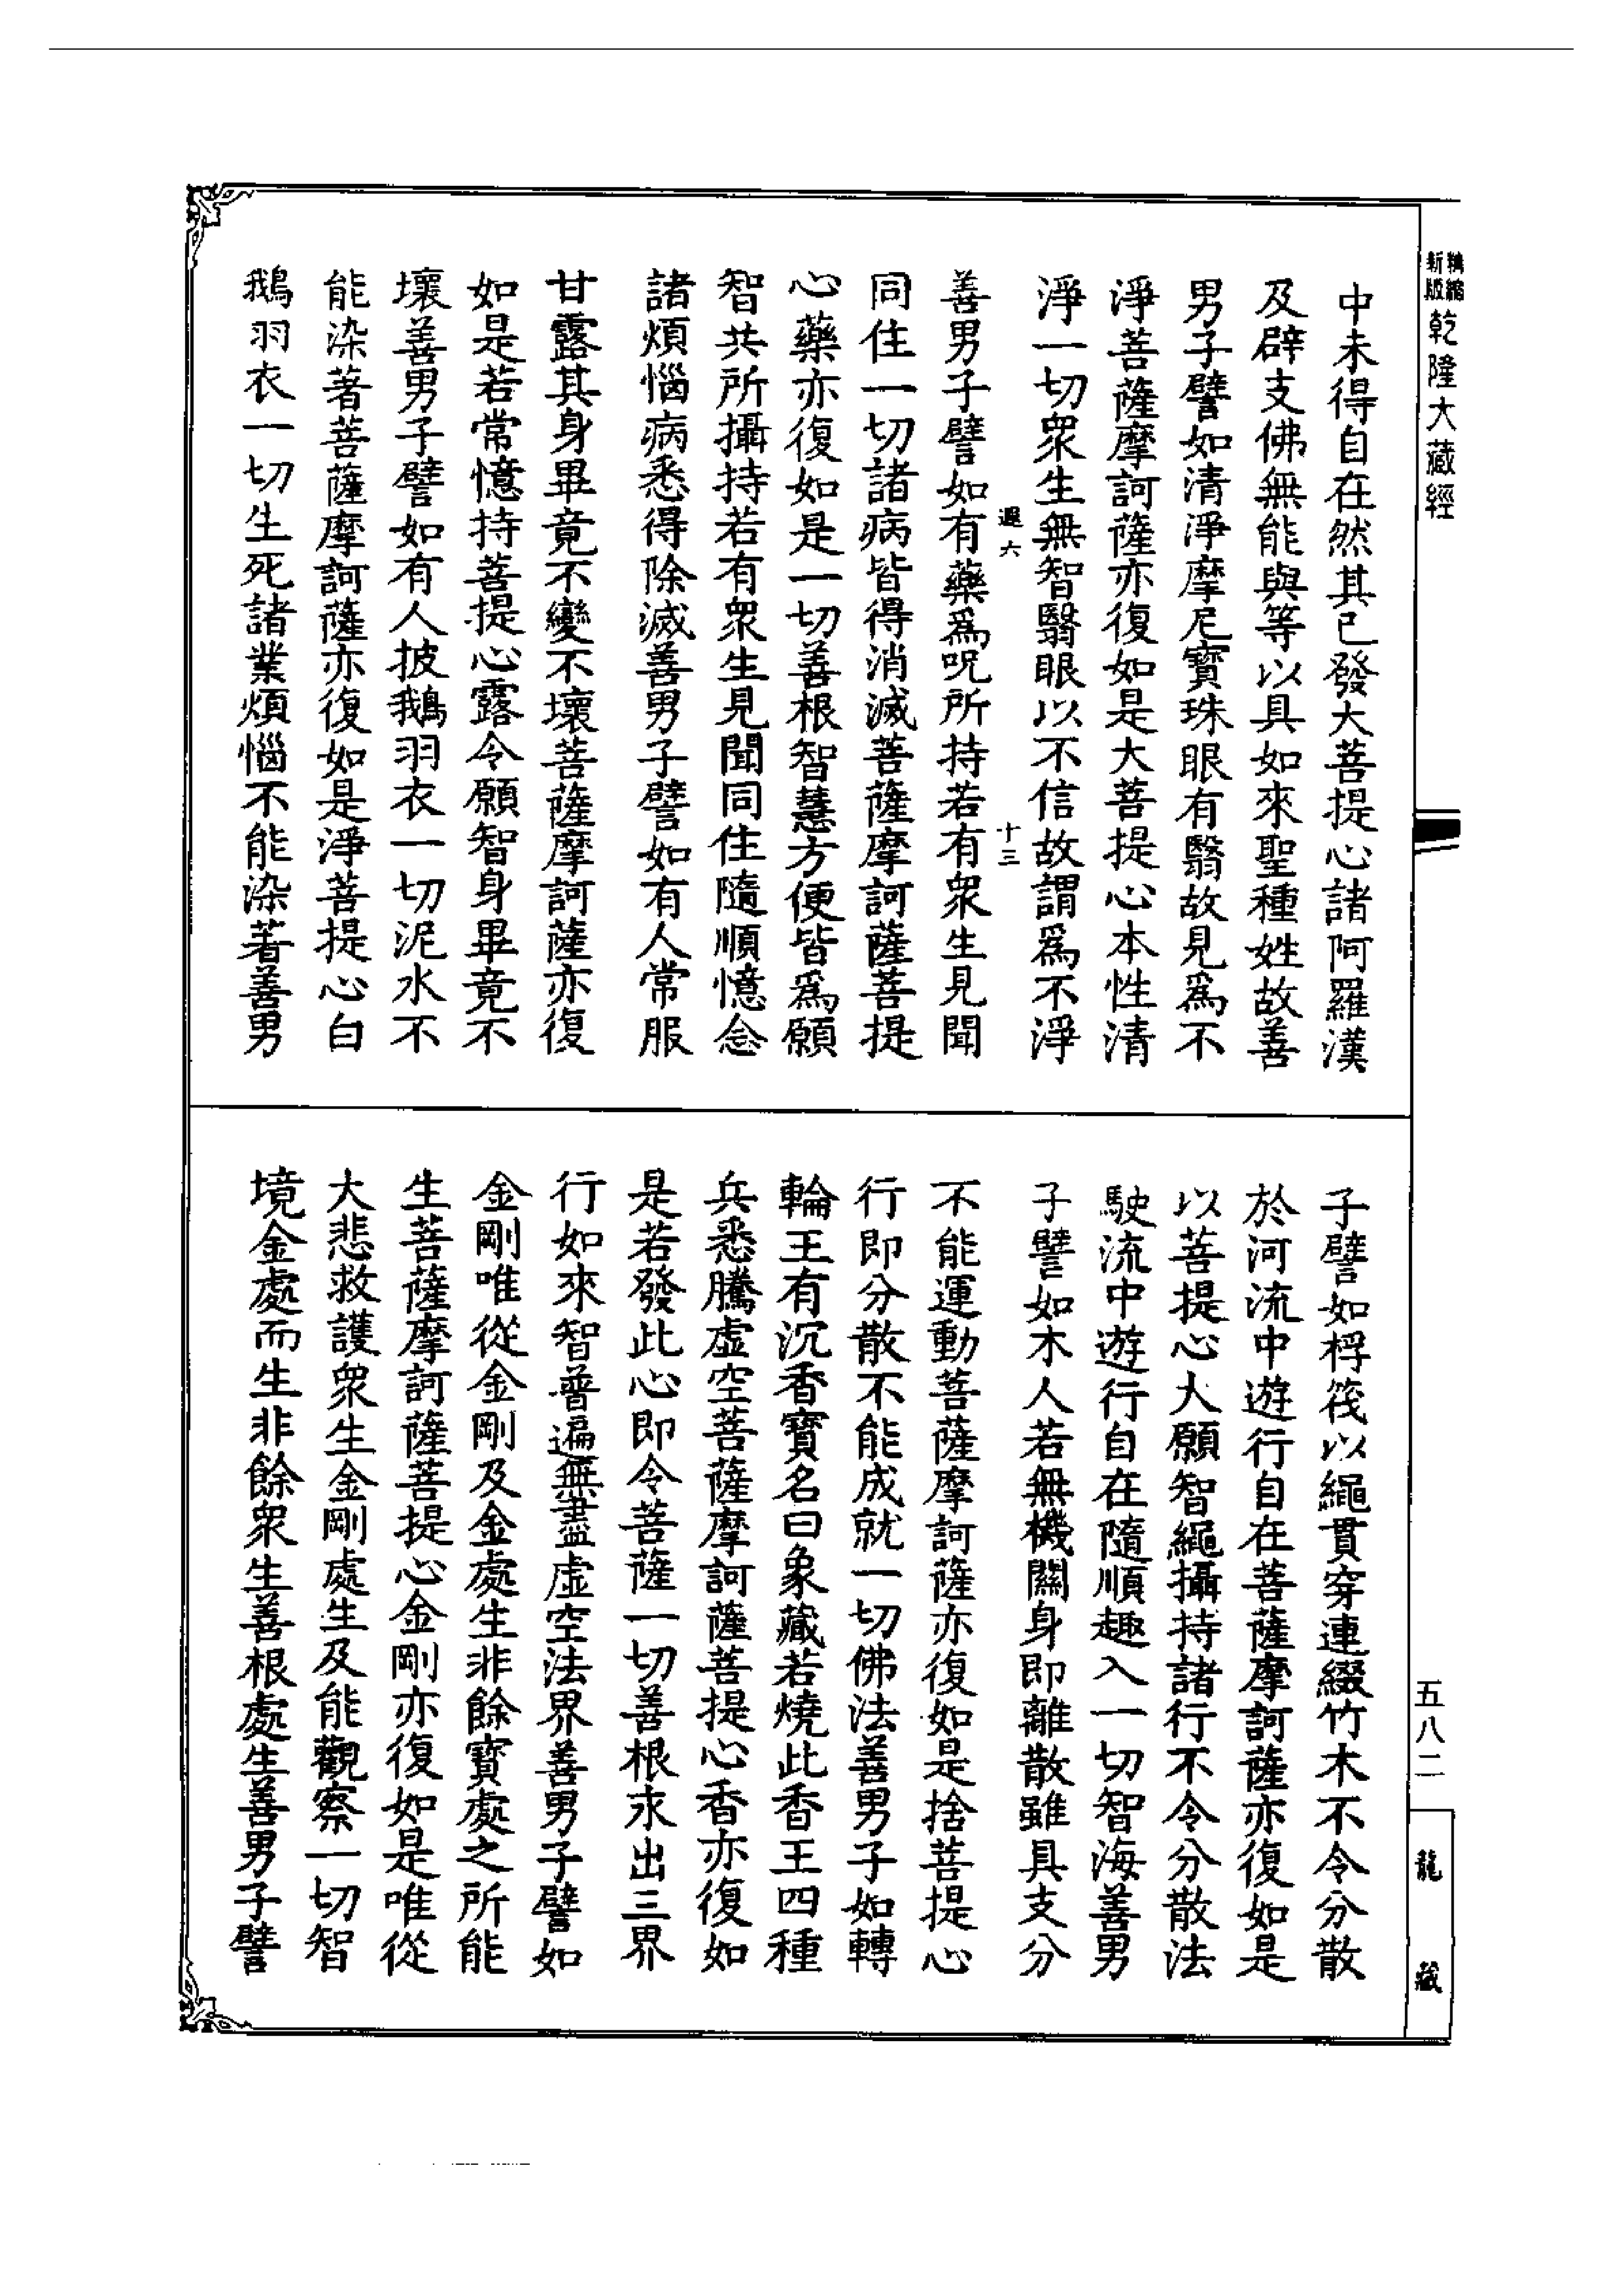 精縮
新版
乾隆大藏經
中未得自在然其已發大菩提心諸阿羅漢
及辟支佛無能與等以具如來聖種姓故善
男子譬如清淨摩尼寶珠眼有翳故見為不
淨菩薩摩訶薩亦復如是大菩提心本性清
淨一切眾生無智翳眼以不信故謂為不淨
遐六
十三
善男子譬如有藥為呪所持若有眾生見聞
同住一切諸病皆得消滅菩薩摩訶薩菩提
心藥亦復如是一切善根智慧方便皆為願
智共所攝持若有眾生見聞同住隨順憶念
諸煩惱病悉得除滅善男子譬如有人常服
甘露其身畢竟不變不壞菩薩摩訶薩亦復
如是若常憶持菩提心露令願智身畢竟不
壞善男子譬如有人披鵝羽衣一切泥水不
能染著菩薩摩訶薩亦復如是淨菩提心白
鵝羽衣一切生死諸業煩惱不能染著善男
子譬如桴筏以繩貫穿連綴竹木不令分散
於河流中遊行自在菩薩摩訶薩亦復如是
以菩提心大願智繩攝持諸行不令分散法
駛流中遊行自在隨順趣入一切智海善男
子譬如木人若無機關身即離散雖具支分
不能運動菩薩摩訶薩亦復如是捨菩提心
行即分散不能成就一切佛法善男子如轉
輪王有沉香寶名曰象藏若燒此香王四種
兵悉騰虛空菩薩摩訶薩菩提心香亦復如
是若發此心即令菩薩一切善根永出三界
行如來智普遍無盡虛空法界善男子譬如
金剛唯從金剛及金處生非餘寶處之所能
生菩薩摩訶薩菩提心金剛亦復如是唯從
大悲救護眾生金剛處生及能觀察一切智
境金處而生非餘眾生善根處生善男子譬
五八二
龍藏